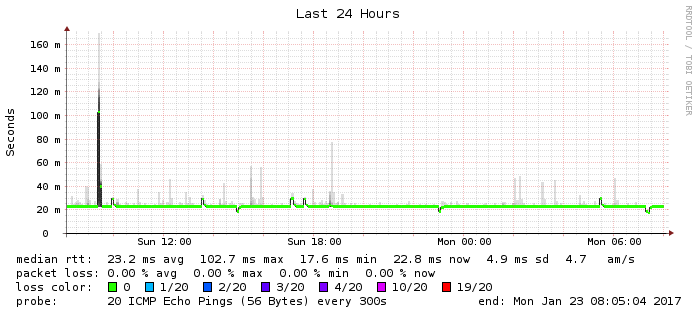 Last 24 Hours
RRDTOOL / TOBI OETIKER
Seconds
160 m
140 m
120 m
100 m
80 m
60 m
40 m
20 m
0
Sun 12:00 Sun 18:00 Mon 00:00 Mon 06:00
median rtt: 23.2 ms avg 102.7 ms max 17.6 ms min 22.8 ms now 4.9 ms sd 4.7 am/s
packet loss: 0.00 % avg 0.00 % max 0.00 % min 0.00 % now
loss color: 0 1/20 2/20 3/20 4/20 10/20 19/20
probe: 20 ICMP Echo Pings (56 Bytes) every 300s end: Mon Jan 23 08:05:04 2017